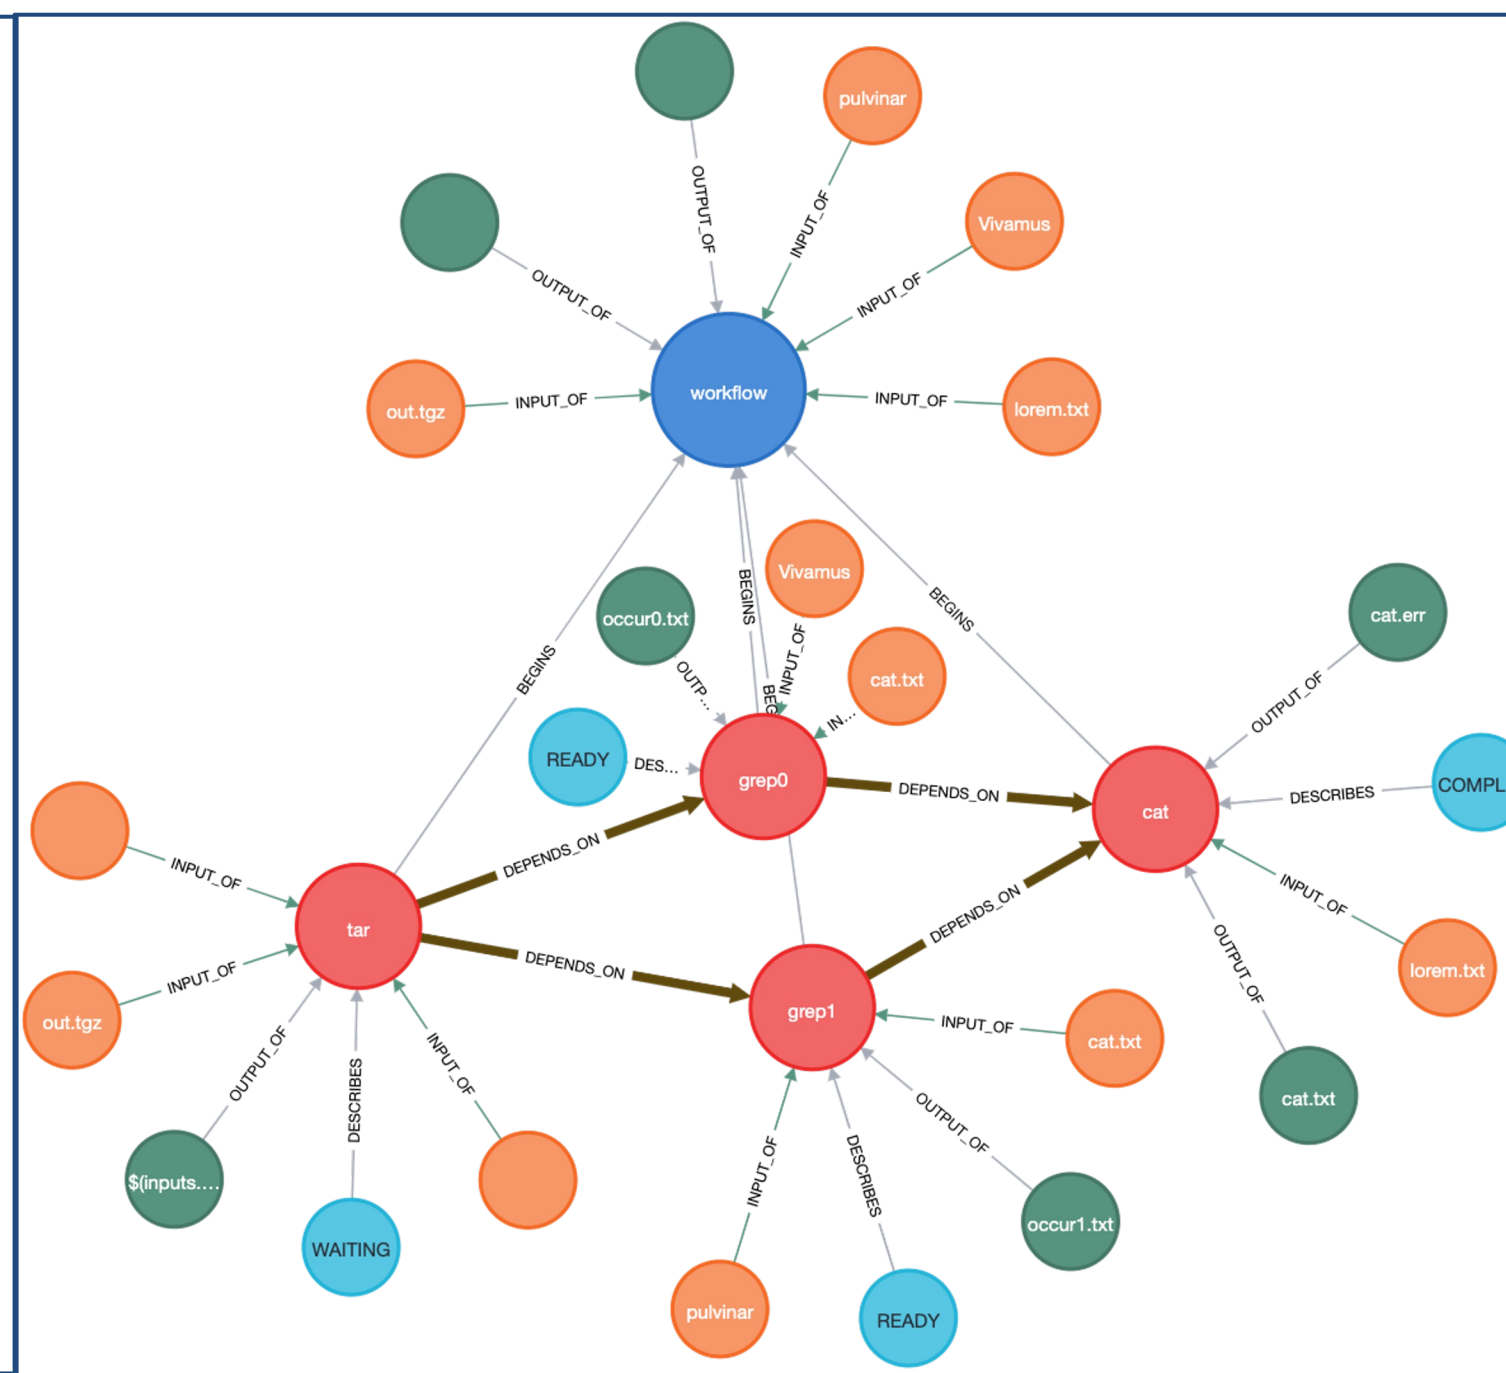 pulvinar
OUTPUT_OF
INPUT_OF
Vivamus
OUTPUT_OF
INPUT_OF
out.tgz
INPUT_OF
workflow
INPUT_OF
lorem.txt
BEGINS
Vivamus
BEGINS
occur0.txt
INPUT_OF
BEGINS
cat.err
OUTP...
cat.txt
BEG
IN...
OUTPUT_OF
READY
DES...
grep0
DEPENDS_ON
cat
DESCRIBES
COMPL
INPUT_OF
DEPENDS_ON
tar
DEPENDS_ON
INPUT_OF
INPUT_OF
DEPENDS_ON
OUTPUT_OF
lorem.txt
out.tgz
grep1
INPUT_OF
cat.txt
OUTPUT_OF
DESCRIBES
INPUT_OF
OUTPUT_OF
cat.txt
$(inputs....
INPUT_OF
DESCRIBES
occur1.txt
WAITING
pulvinar
READY